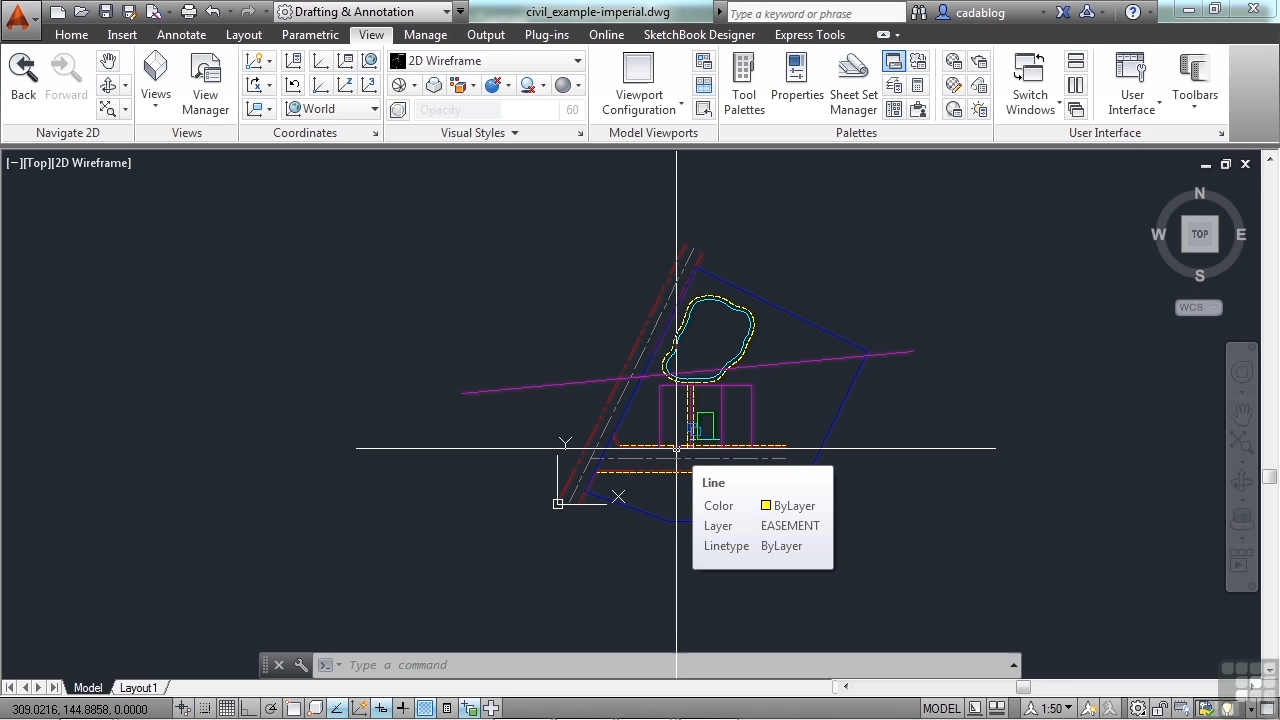 Drafting & Annotation
civil_example-imperial.dwg
Type a keyword or phrase
cadablog
Home Insert Annotate Layout Parametric View Manage Output Plug-ins Online SketchBook Designer Express Tools
Back
Forward
Views
View
Manager
World
2D Wireframe
Opacity 60
Viewport
Configuration
Tool
Palettes
Properties
Sheet Set
Manager
Switch
Windows
User
Interface
Toolbars
Navigate 2D Views Coordinates Visual Styles Model Viewports Palettes User Interface
[−][Top][2D Wireframe]
N
W TOP E
S
WCS
Y
X
Line
Color ByLayer
Layer EASEMENT
Linetype ByLayer
Type a command
Model Layout1
309.0216, 144.8858, 0.0000
MODEL
1:50